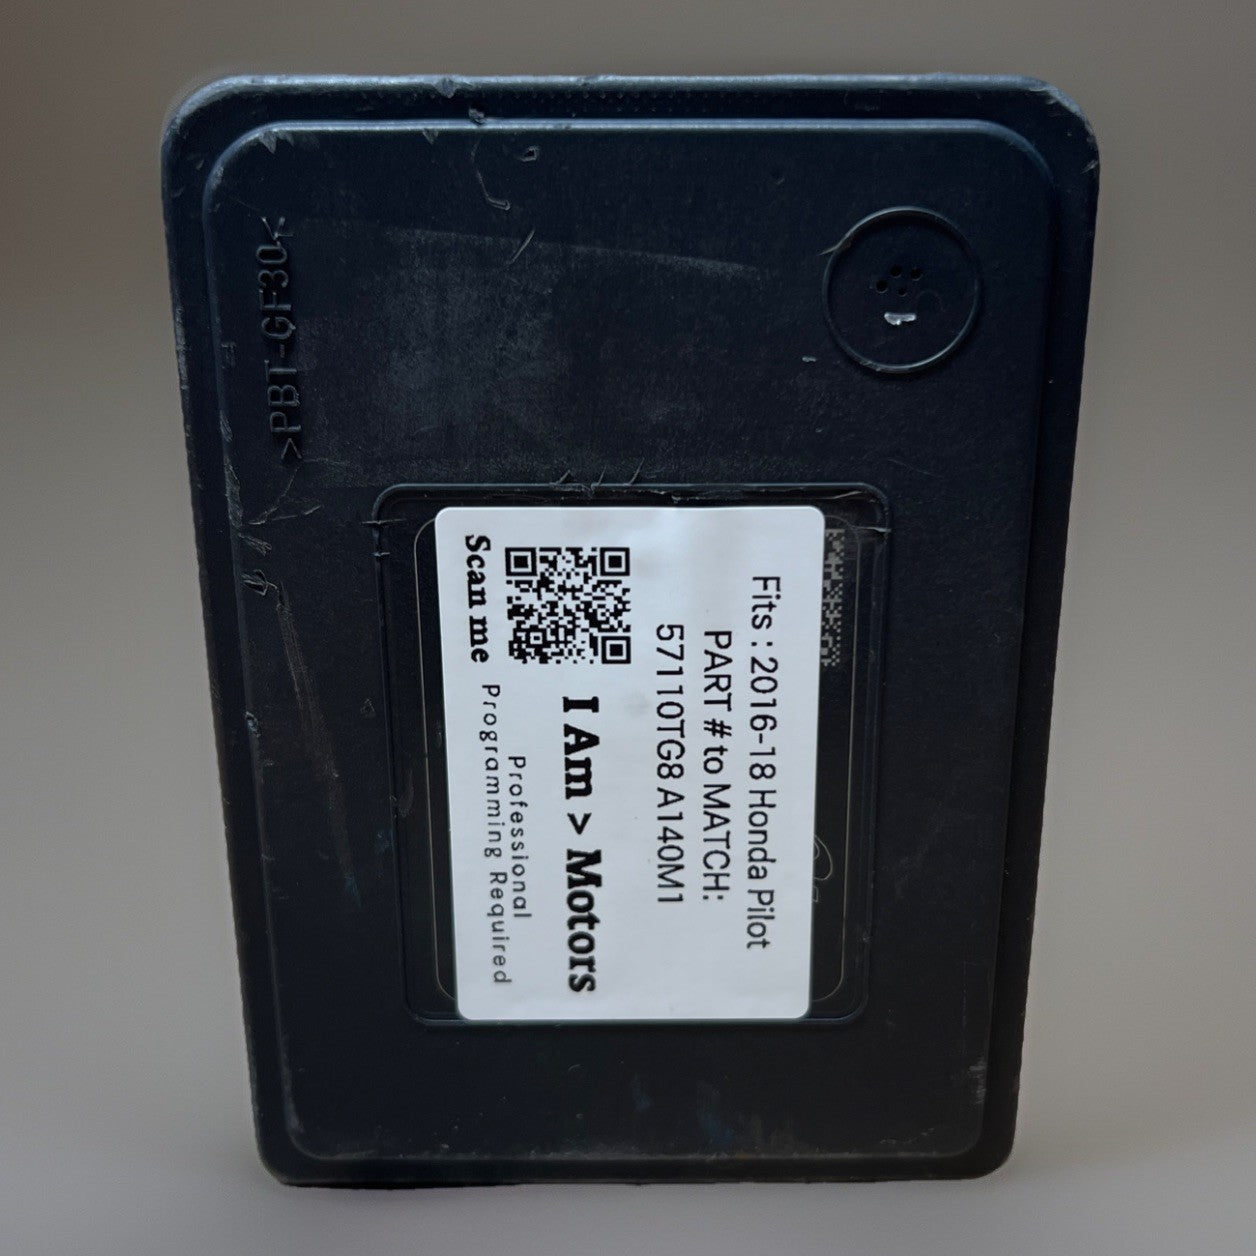 >PBT-GF30<
Fits : 2016-18 Honda Pilot
PART # to MATCH:
57110TG8 A140M1
I Am > Motors
Scan me
Professional
Programming Required
1